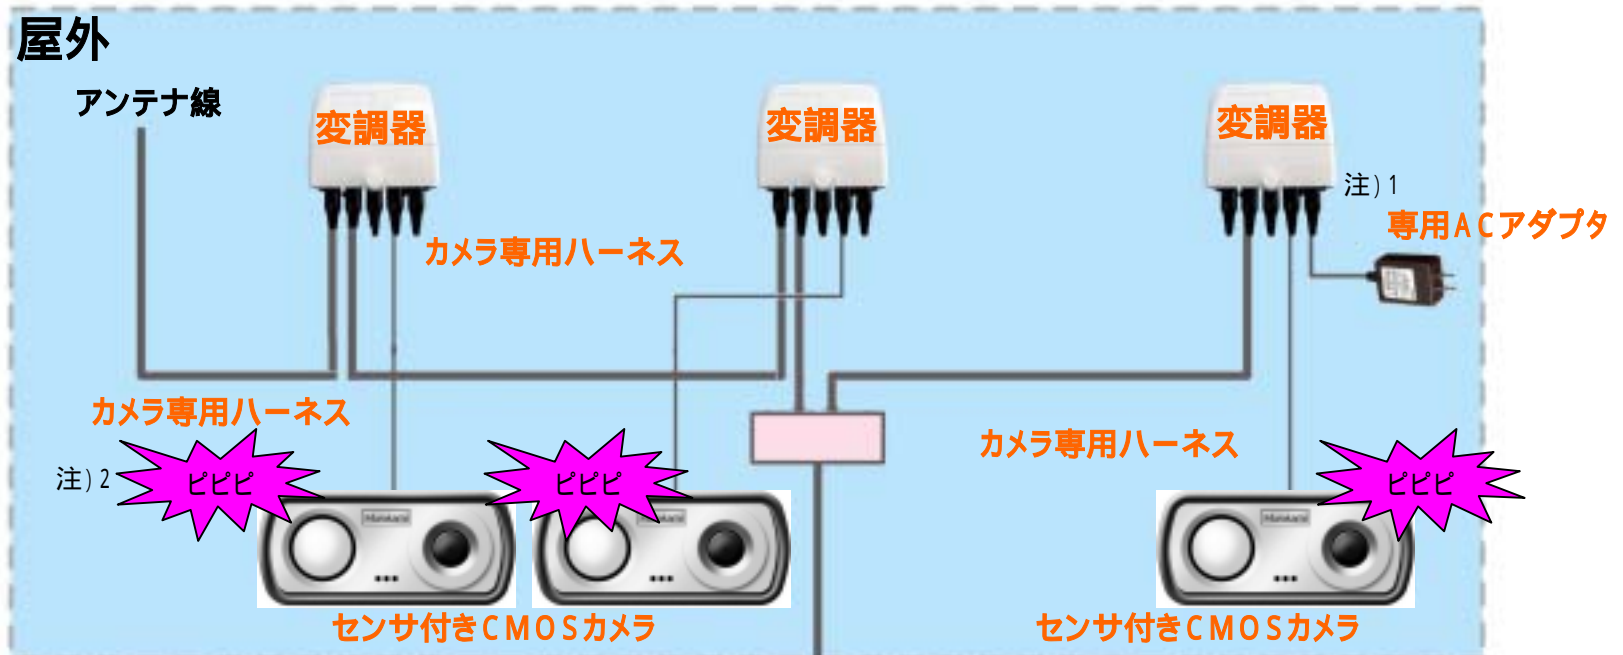 屋外
アンテナ線
変調器
変調器
変調器
注)1
専用ACアダプタ
カメラ専用ハーネス
カメラ専用ハーネス
カメラ専用ハーネス
注)2
ピピピ
ピピピ
ピピピ
センサ付きCMOSカメラ
センサ付きCMOSカメラ